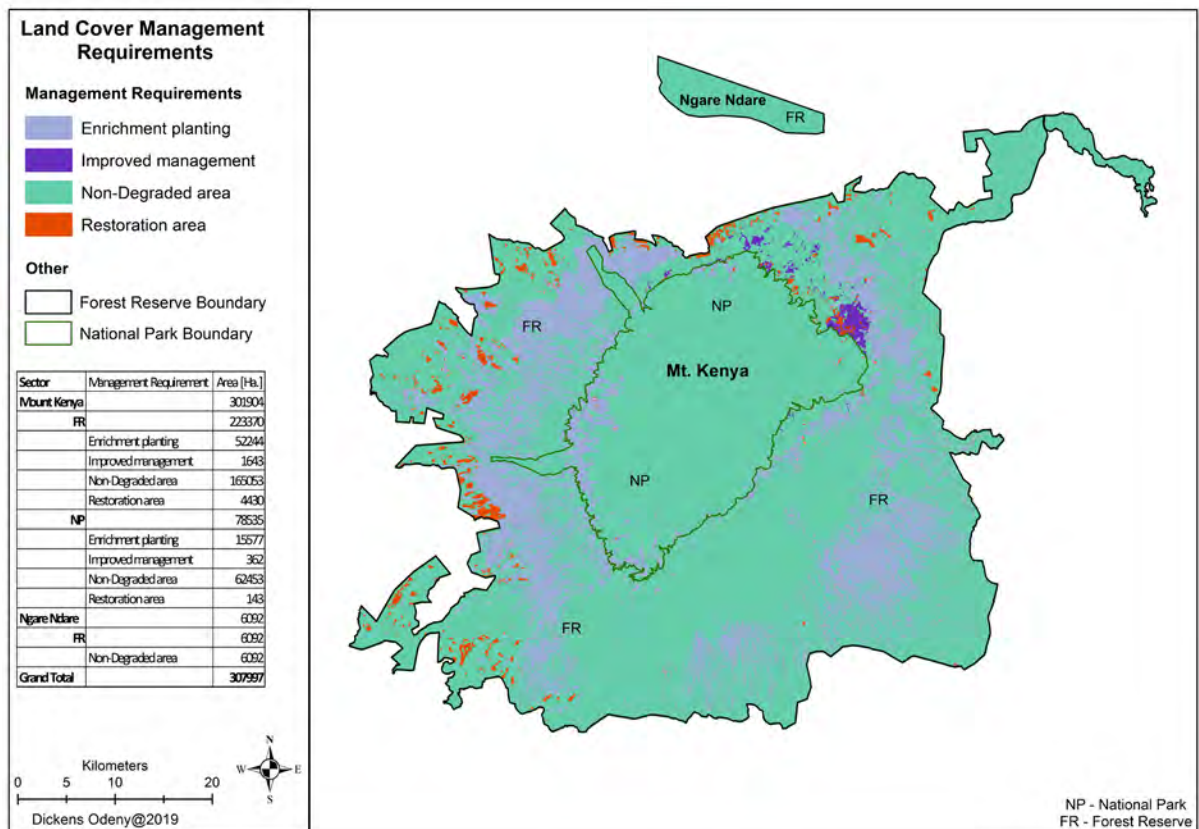 Land Cover Management
Requirements
Management Requirements
Enrichment planting
Improved management
Non-Degraded area
Restoration area
Other
Forest Reserve Boundary
National Park Boundary
Sector Management Requirement Area [Ha.]
Mount Kenya 301904
FR 223370
Enrichment planting 52244
Improved management 1643
Non-Degraded area 165053
Restoration area 4430
NP 78535
Enrichment planting 15577
Improved management 362
Non-Degraded area 62453
Restoration area 143
Ngare Ndare 6092
FR 6092
Non-Degraded area 6092
Grand Total 307997
Kilometers
0 5 10 20
N
W E
S
Dickens Odeny@2019
Ngare Ndare
FR
NP
FR
Mt. Kenya
NP
FR
FR
NP - National Park
FR - Forest Reserve